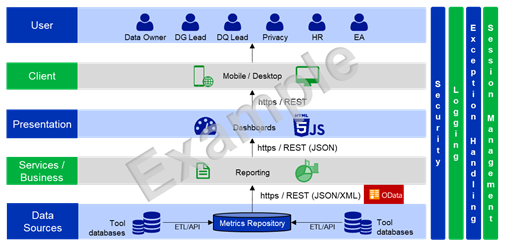 User
Data Owner
DG Lead
DQ Lead
Privacy
HR
EA
Client
Mobile / Desktop
https / REST
Presentation
Dashboards
HTML
5 JS
https / REST (JSON)
Services /
Business
Reporting
https / REST (JSON/XML)
OData
Data
Sources
Tool
databases
ETL/API
Metrics Repository
ETL/API
Tool
databases
Security
Logging
Exception Handling
Session Management
Example